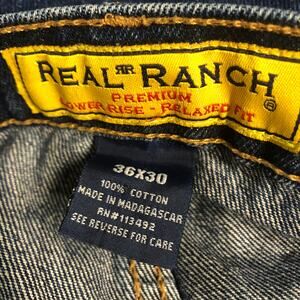 REAL RR RANCH
PREMIUM
LOWER RISE - RELAXED FIT
®
36X30
100% COTTON
MADE IN MADAGASCAR
RN#113492
SEE REVERSE FOR CARE